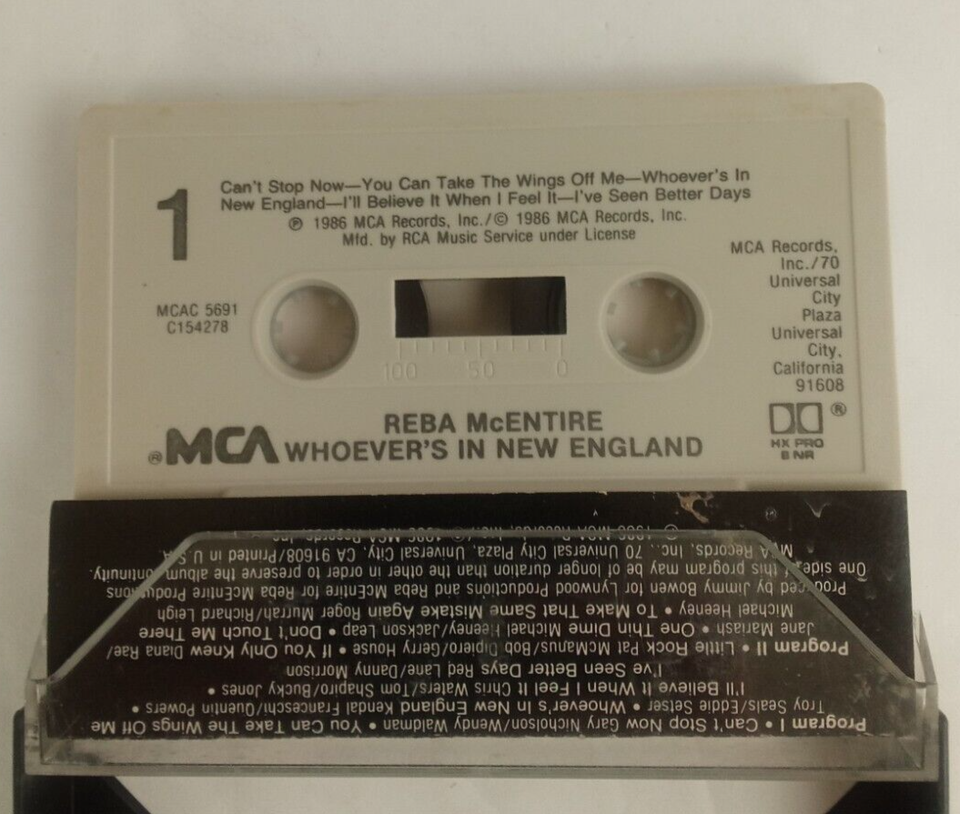 1
Can't Stop Now—You Can Take The Wings Off Me—Whoever's In
New England—I'll Believe It When I Feel It—I've Seen Better Days
℗ 1986 MCA Records, Inc./© 1986 MCA Records, Inc.
Mfd. by RCA Music Service under License
MCA Records,
Inc./70
Universal
City
Plaza
Universal
City,
California
91608
MCAC 5691
C154278
100 50 0
®MCA
REBA McENTIRE
WHOEVER'S IN NEW ENGLAND
®
HX PRO
B NR
Program I • Can't Stop Now Gary Nicholson/Wendy Waldman • You Can Take The Wings Off Me
Troy Seals/Eddie Setser • Whoever's In New England Kendal Franceschi/Quentin Powers •
I'll Believe It When I Feel It Chris Waters/Tom Shapiro/Bucky Jones •
I've Seen Better Days Red Lane/Danny Morrison
Program II • Little Rock Pat McManus/Bob Dipiero/Gerry House • If You Only Knew Diana Rae/
Jane Mariash • One Thin Dime Michael Heeney/Jackson Leap • Don't Touch Me There
Michael Heeney • To Make That Same Mistake Again Roger Murrah/Richard Leigh
Produced by Jimmy Bowen for Lynwood Productions and Reba McEntire for Reba McEntire Productions
One side of this program may be of longer duration than the other in order to preserve the album continuity.
MCA Records, Inc., 70 Universal City Plaza, Universal City, CA 91608/Printed in U.S.A.